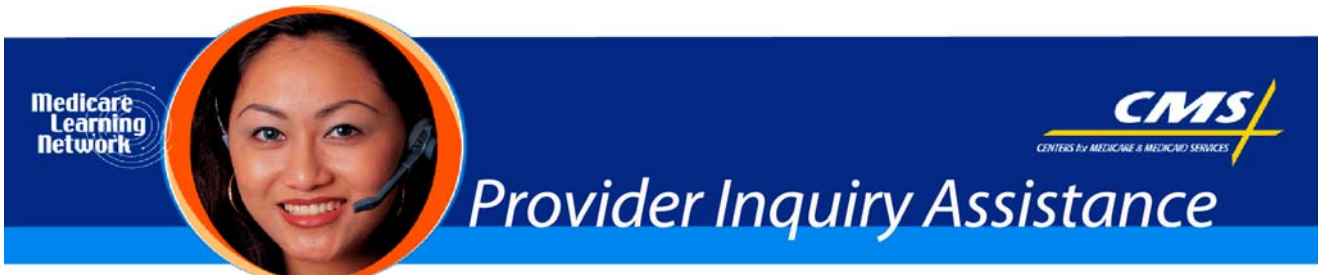 Medicare
Learning
Network
CMS
CENTERS for MEDICARE & MEDICAID SERVICES
Provider Inquiry Assistance